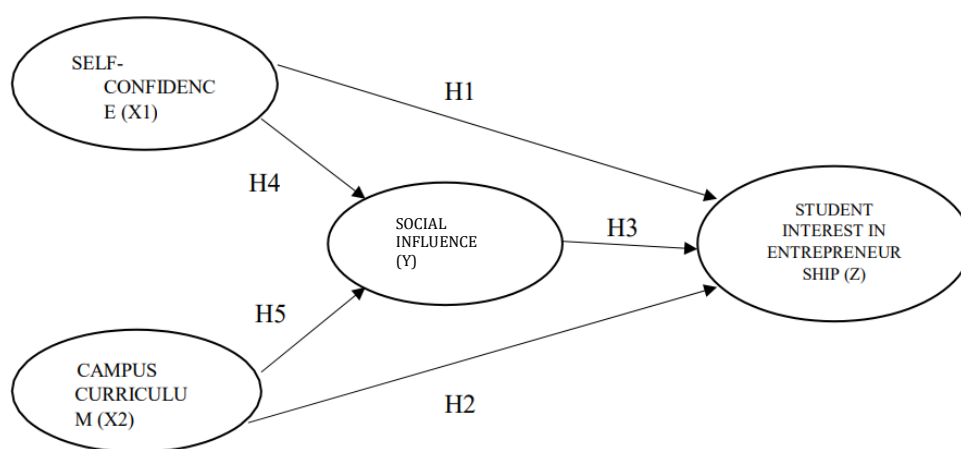 SELF-
CONFIDENC
E (X1)
H1
H4
SOCIAL
INFLUENCE
(Y)
H3
STUDENT
INTEREST IN
ENTREPRENEUR
SHIP (Z)
H5
CAMPUS
CURRICULU
M (X2)
H2